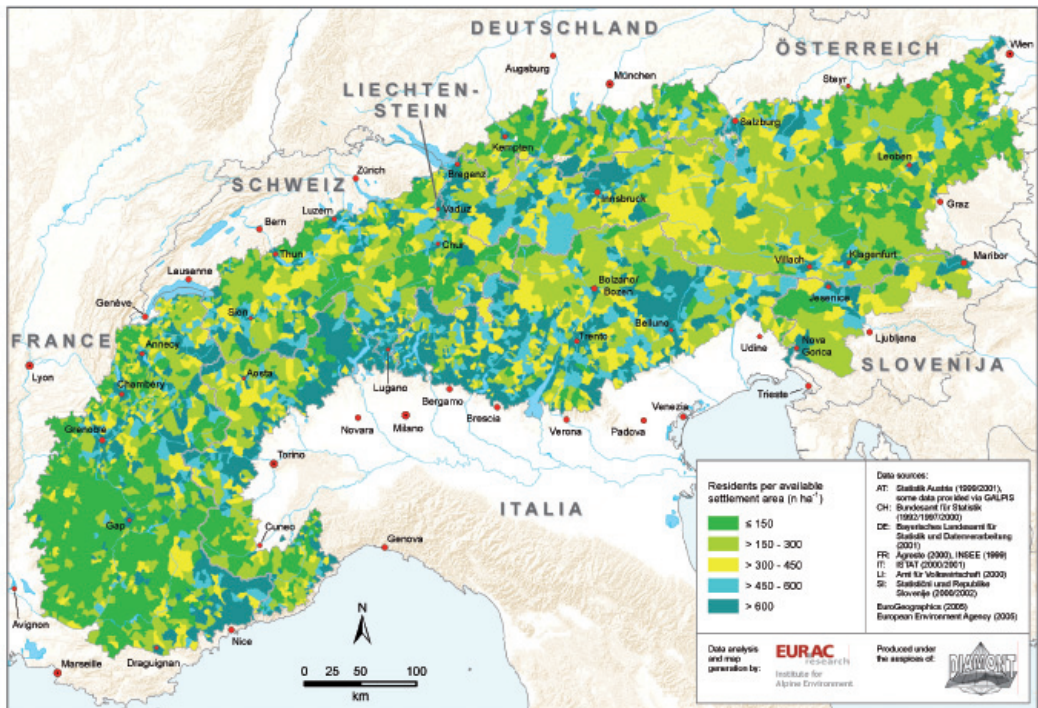 DEUTSCHLAND
ÖSTERREICH
Wien
Augsburg
München
Steyr
LIECHTEN-
STEIN
Salzburg
Kempten
Leoben
Bregenz
Zürich
SCHWEIZ
Innsbruck
Graz
Luzern
Vaduz
Bern
Chur
Thun
Villach
Klagenfurt
Maribor
Lausanne
Bolzano/
Bozen
Jesenice
Genève
Sion
Belluno
Trento
Udine
Nova
Gorica
Ljubljana
FRANCE
Annecy
SLOVENIJA
Lyon
Aosta
Chambéry
Lugano
Trieste
Bergamo
Brescia
Venezia
Novara
Milano
Verona
Padova
Grenoble
Torino
ITALIA
Gap
Cuneo
Genova
Avignon
Nice
Draguignan
Marseille
N
0 25 50 100
km
Residents per available
settlement area (n ha⁻¹)
≤ 150
> 150 - 300
> 300 - 450
> 450 - 600
> 600
Data sources:
AT: Statistik Austria (1999/2001),
some data provided via GALPIS
CH: Bundesamt für Statistik
(1992/1997/2000)
DE: Bayerisches Landesamt für
Statistik und Datenverarbeitung
(2001)
FR: Agreste (2000), INSEE (1999)
IT: ISTAT (2000/2001)
LI: Amt für Volkswirtschaft (2000)
SI: Statistični urad Republike
Slovenije (2000/2002)
EuroGeographics (2005)
European Environment Agency (2005)
Data analysis
and map
generation by:
EURAC
research
Institute for
Alpine Environment
Produced under
the auspices of:
DIAMONT